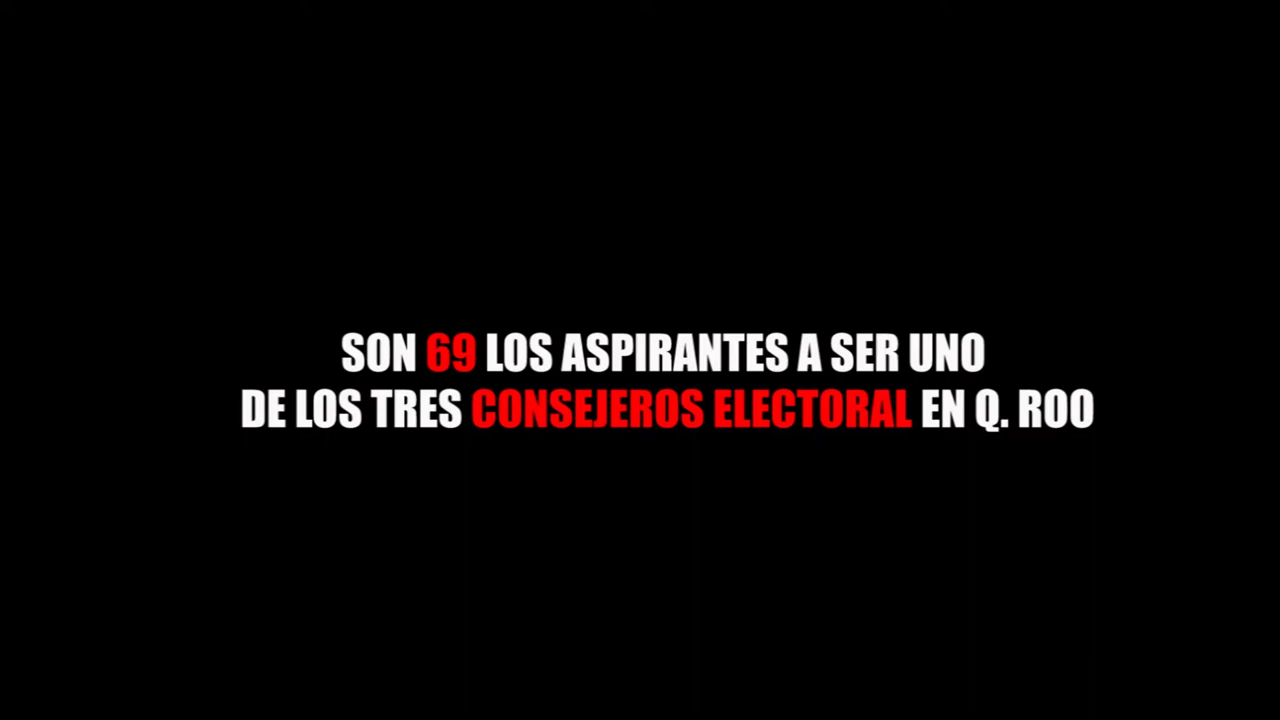 SON 69 LOS ASPIRANTES A SER UNO
DE LOS TRES CONSEJEROS ELECTORAL EN Q. ROO